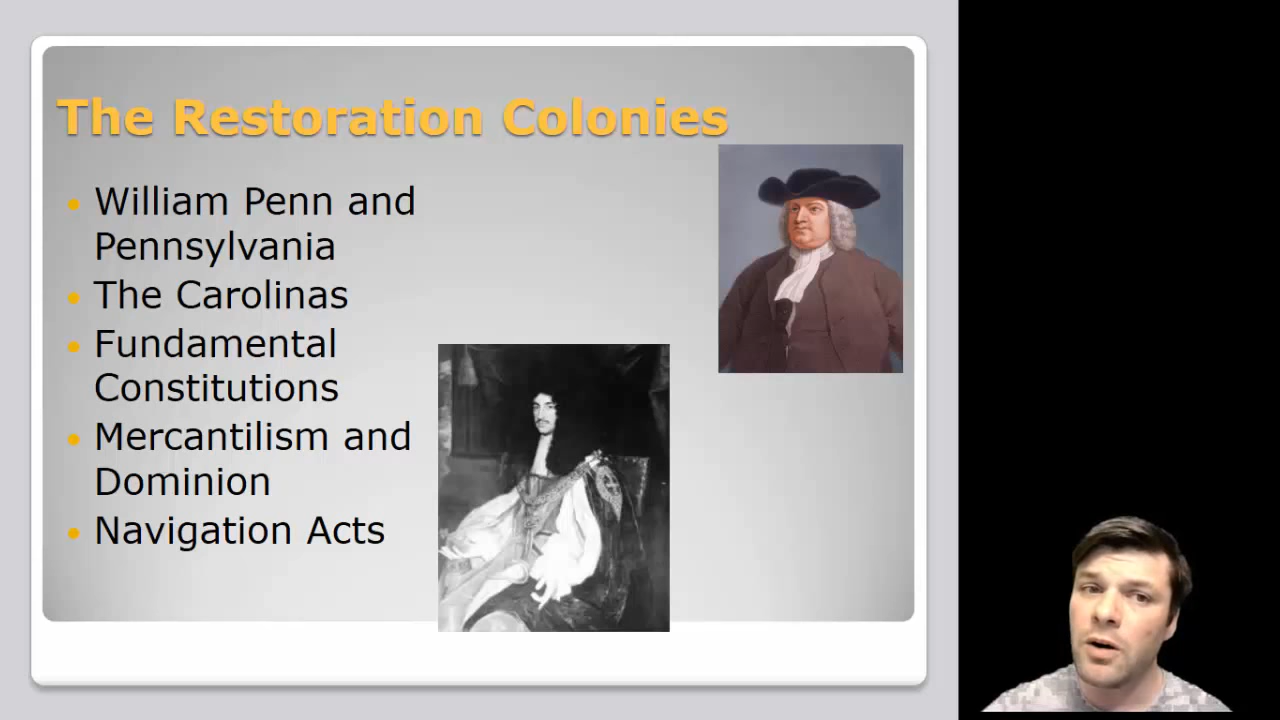 The Restoration Colonies
William Penn and
Pennsylvania
The Carolinas
Fundamental
Constitutions
Mercantilism and
Dominion
Navigation Acts